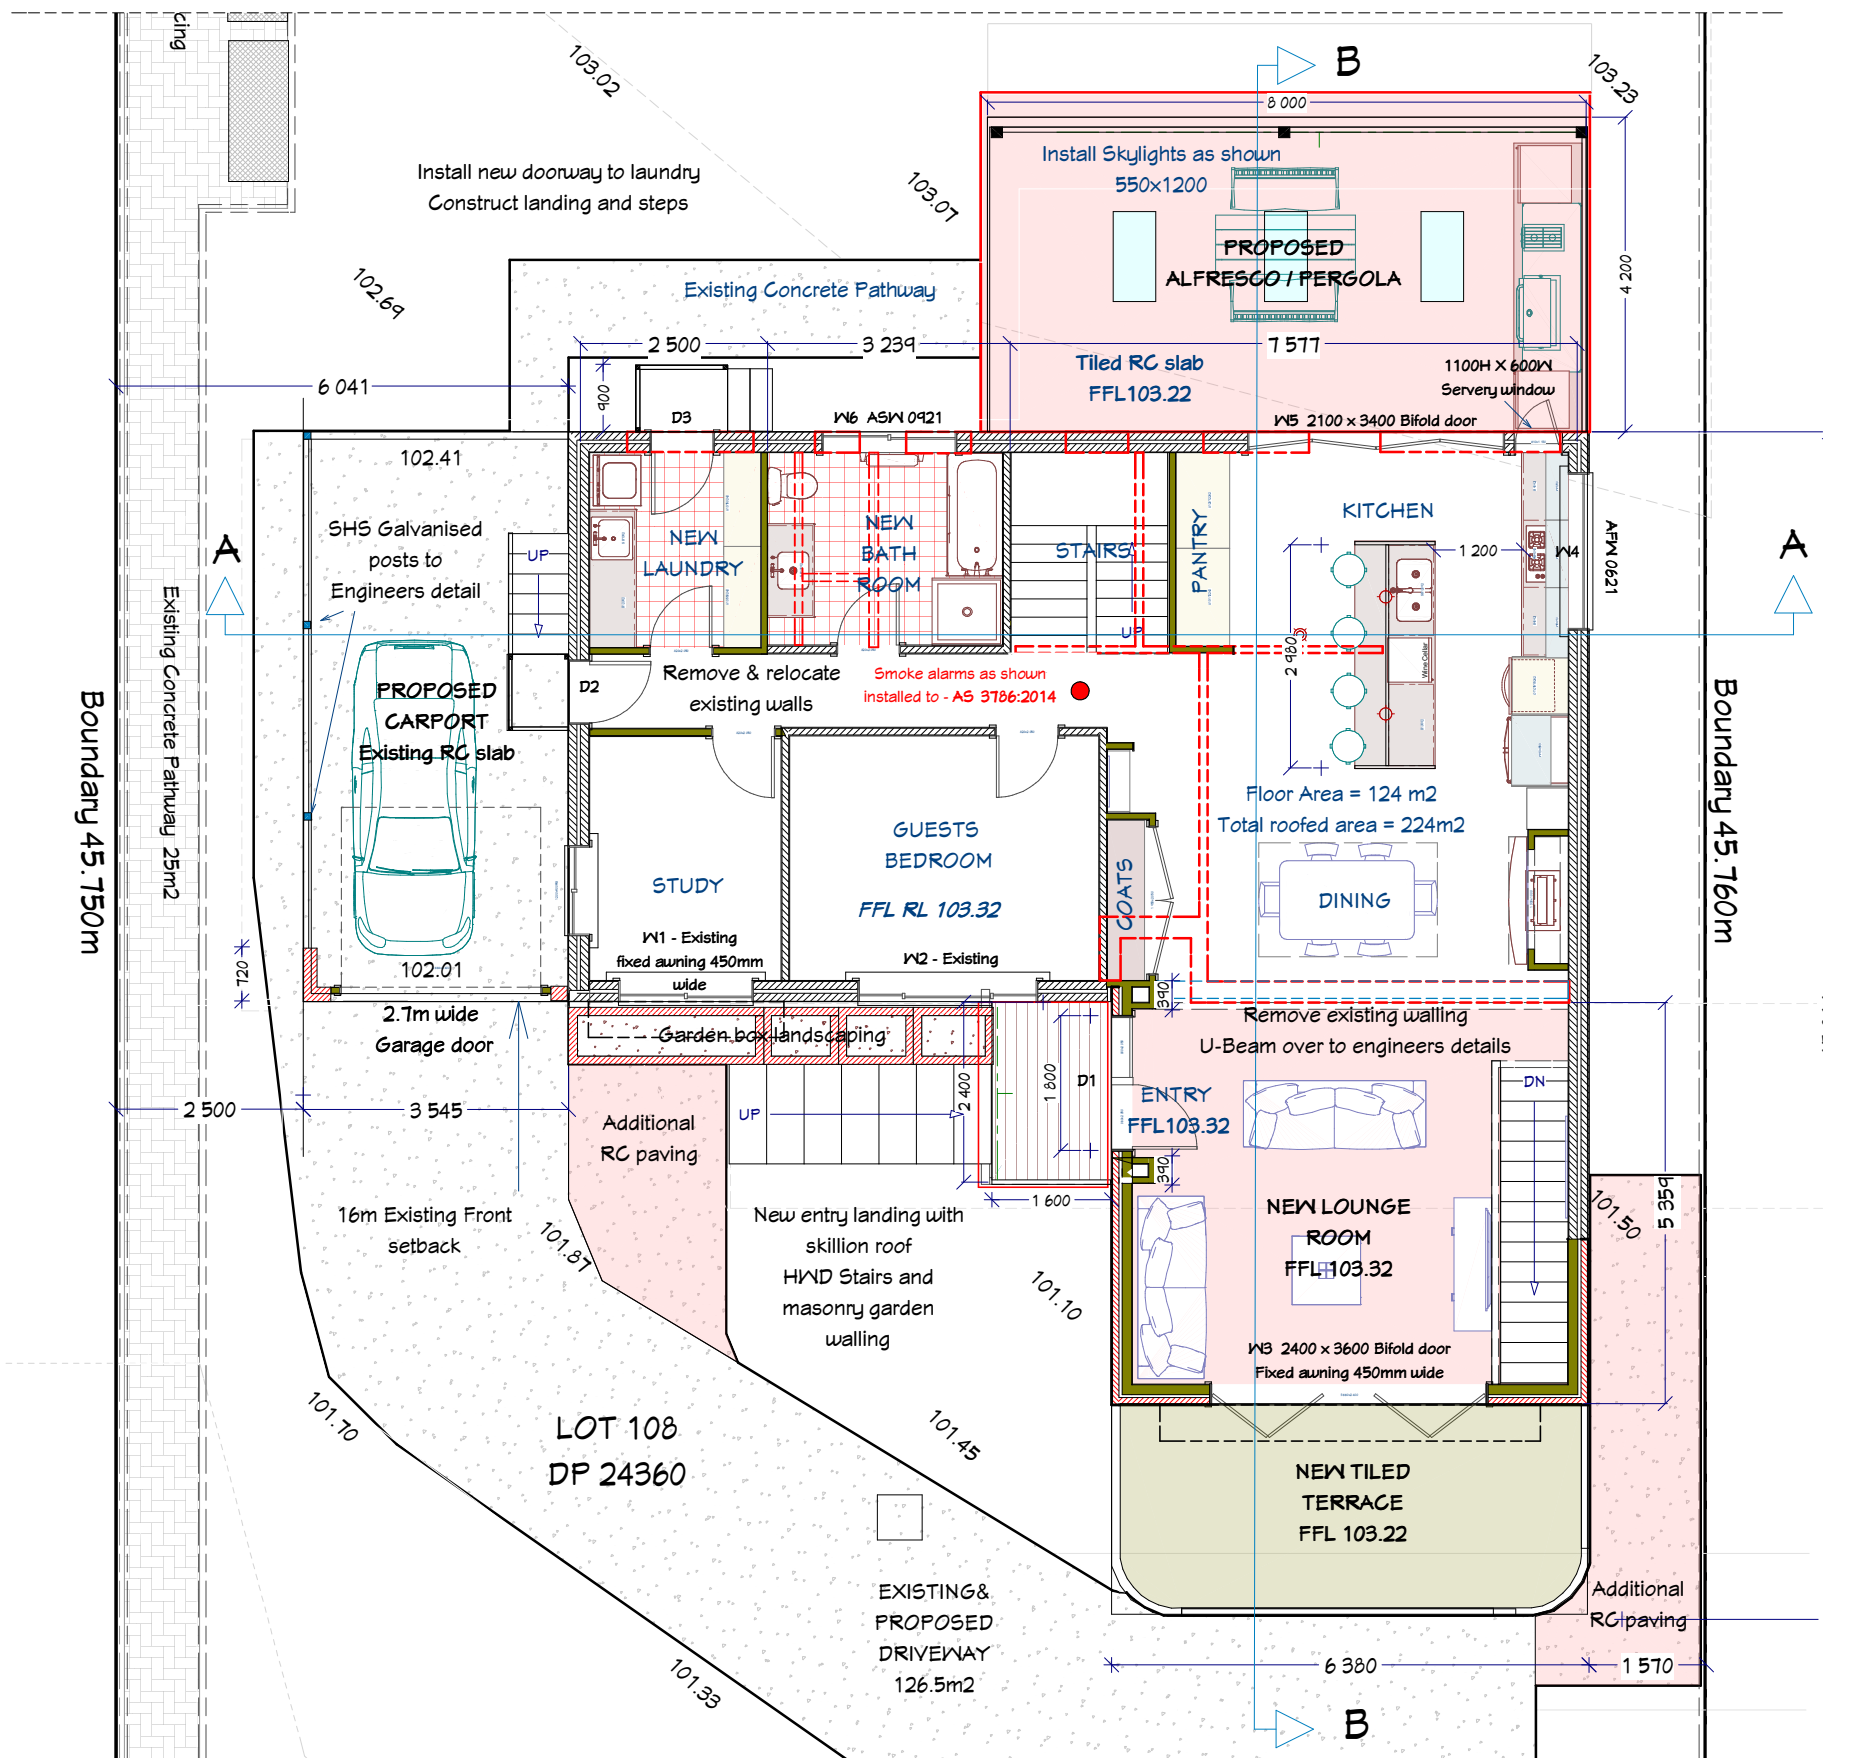 cing
103.02
B
103.23
8 000
Install Skylights as shown
550x1200
Install new doorway to laundry
Construct landing and steps
103.07
PROPOSED
ALFRESCO / PERGOLA
4 200
102.69
Existing Concrete Pathway
2 500
3 239
7 577
Tiled RC slab
FFL103.22
1100H X 600W
Servery window
6 041
900
D3
W6 ASW 0921
W5 2100 x 3400 Bifold door
102.41
SHS Galvanised
posts to
Engineers detail
A
UP
NEW
LAUNDRY
NEW
BATH
ROOM
STAIRS
UP
PANTRY
KITCHEN
1 200
W4
AFW 0621
A
2 980
Wine Cellar
Existing Concrete Pathway 25m2
Boundary 45.750m
Boundary 45.760m
D2
Remove & relocate
existing walls
Smoke alarms as shown
installed to - AS 3786:2014
PROPOSED
CARPORT
Existing RC slab
Floor Area = 124 m2
Total roofed area = 224m2
GUESTS
BEDROOM
FFL RL 103.32
STUDY
COATS
DINING
W1 - Existing
fixed awning 450mm
wide
W2 - Existing
720
102.01
2.7m wide
Garage door
390
Garden box landscaping
Remove existing walling
U-Beam over to engineers details
2 500
3 545
UP
2 400
1 800
D1
ENTRY
FFL103.32
DN
Additional
RC paving
390
1 600
5 359
101.50
16m Existing Front
setback
101.87
New entry landing with
skillion roof
HWD Stairs and
masonry garden
walling
101.10
NEW LOUNGE
ROOM
FFL 103.32
W3 2400 x 3600 Bifold door
Fixed awning 450mm wide
101.70
LOT 108
DP 24360
101.45
NEW TILED
TERRACE
FFL 103.22
EXISTING&
PROPOSED
DRIVEWAY
126.5m2
Additional
RC paving
101.33
6 380
1 570
B